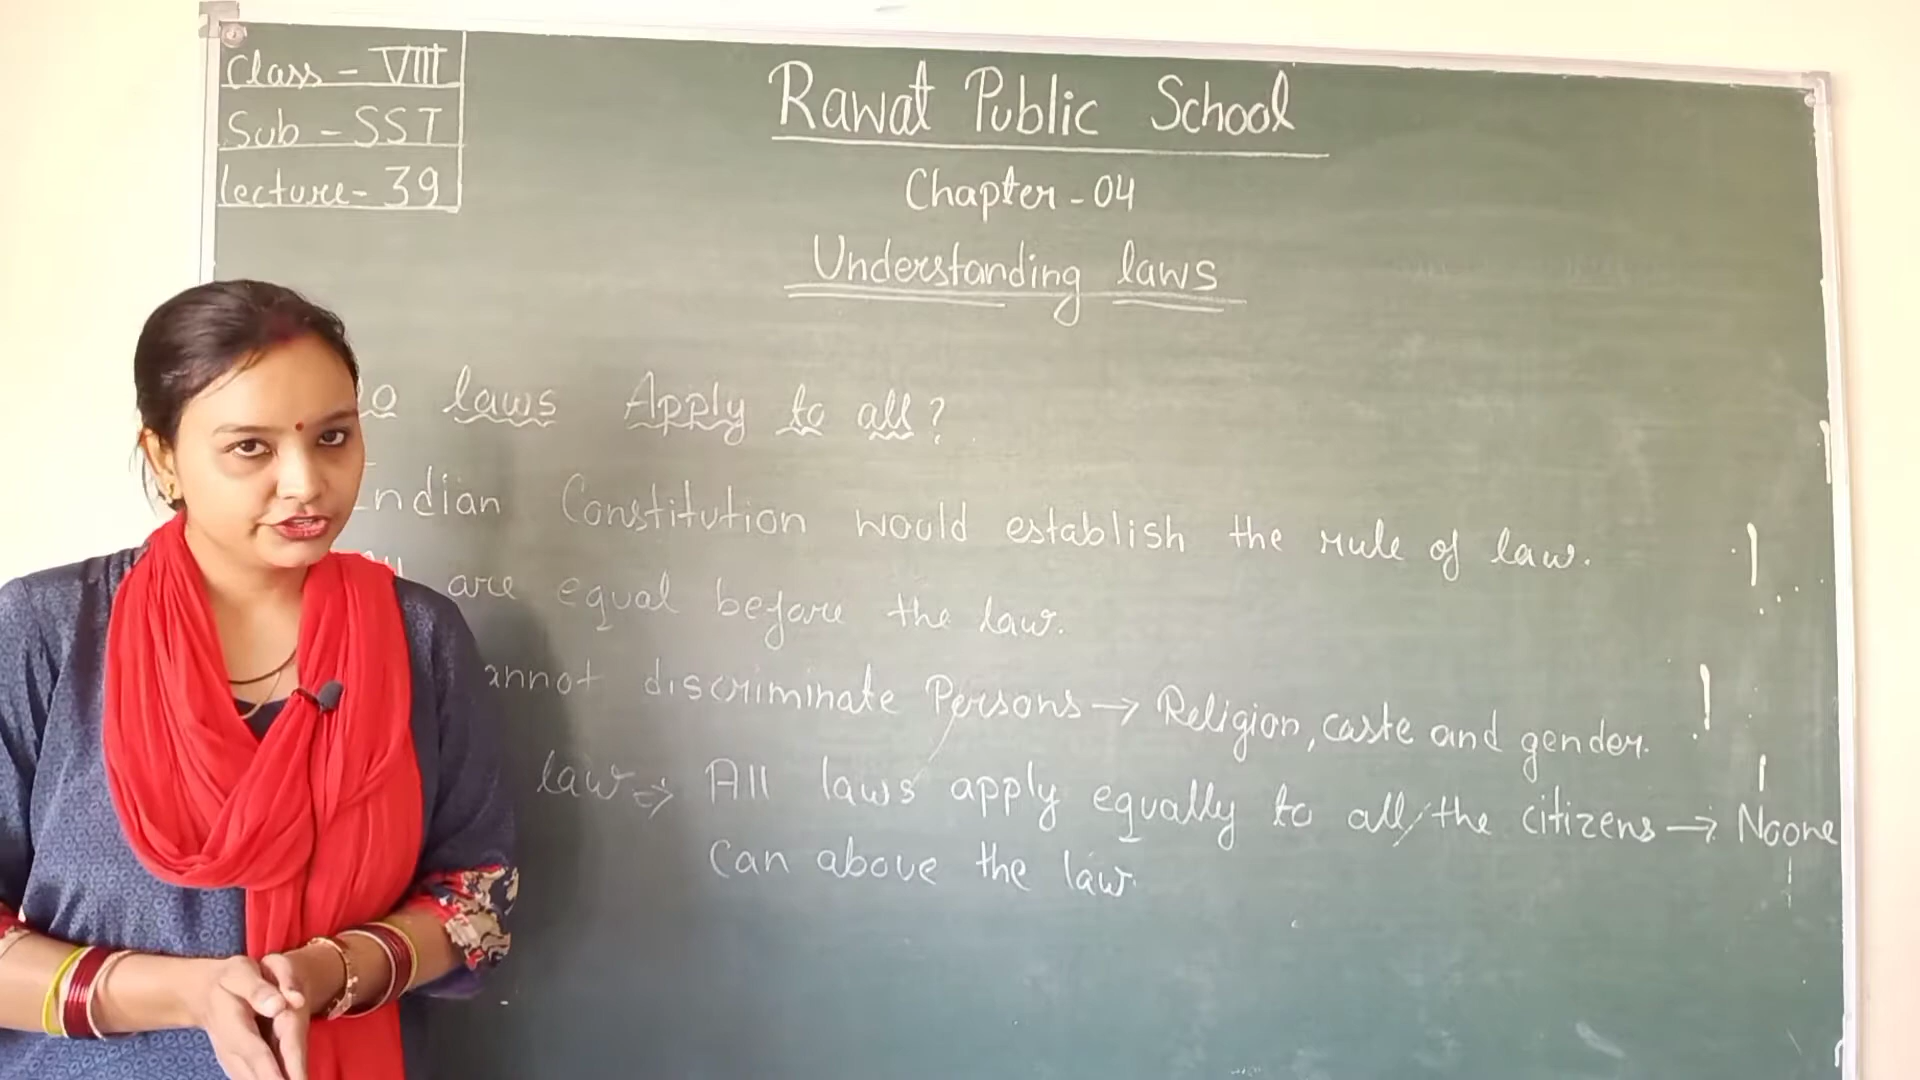 Class - VIII
Sub - SST
lecture - 39
Rawat Public School
Chapter - 04
Understanding laws
laws Apply to all?
Indian Constitution would establish the rule of law.
are equal before the law.
discriminate Persons → Religion, caste and gender.
law ⇒ All laws apply equally to all/the citizens → Noone
Can above the law.